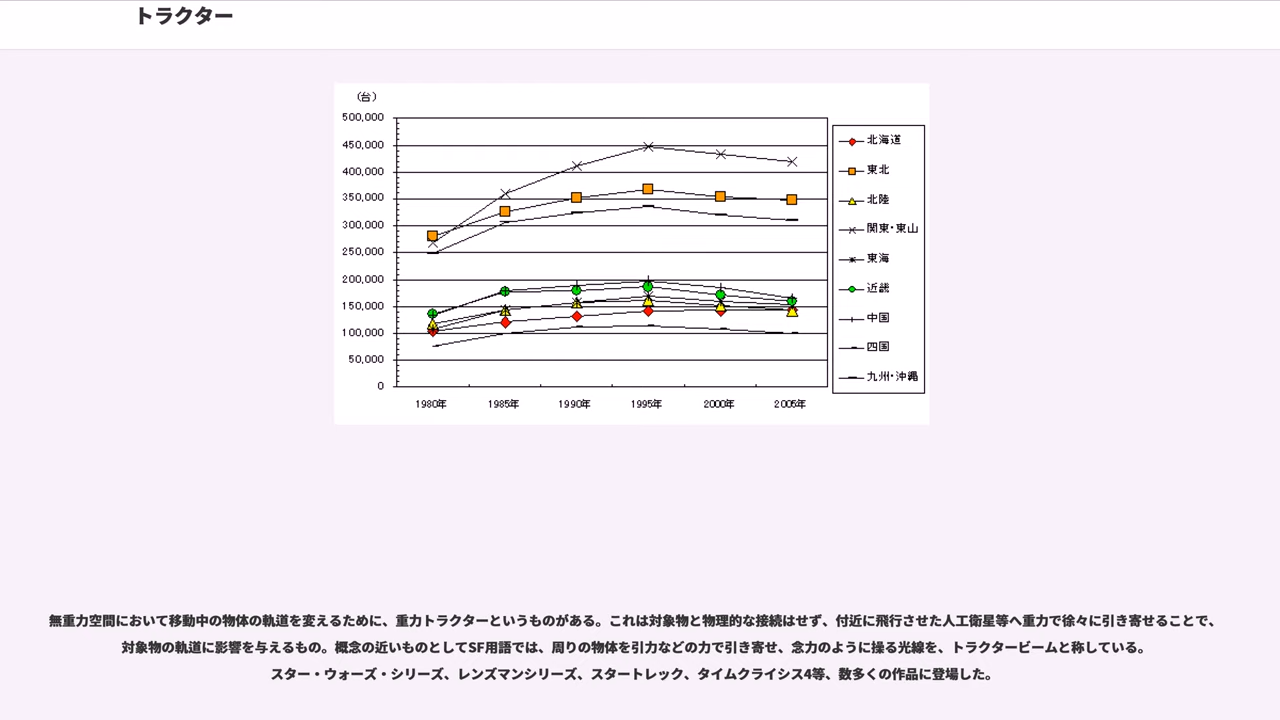 トラクター
（台）
500,000
450,000
400,000
350,000
300,000
250,000
200,000
150,000
100,000
50,000
0
1980年 1985年 1990年 1995年 2000年 2005年
北海道
東北
北陸
関東・東山
東海
近畿
中国
四国
九州・沖縄
無重力空間において移動中の物体の軌道を変えるために、重力トラクターというものがある。これは対象物と物理的な接続はせず、付近に飛行させた人工衛星等へ重力で徐々に引き寄せることで、
対象物の軌道に影響を与えるもの。概念の近いものとしてSF用語では、周りの物体を引力などの力で引き寄せ、念力のように操る光線を、トラクタービームと称している。
スター・ウォーズ・シリーズ、レンズマンシリーズ、スタートレック、タイムクライシス4等、数多くの作品に登場した。